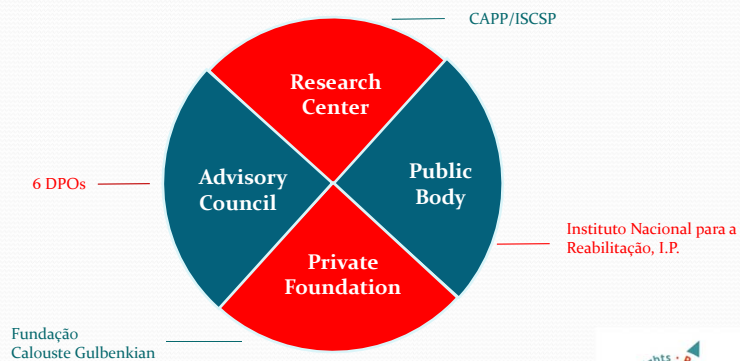 CAPP/ISCSP
Research
Center
Advisory
Council
Public
Body
6 DPOs
Instituto Nacional para a
Reabilitação, I.P.
Private
Foundation
Fundação
Calouste Gulbenkian